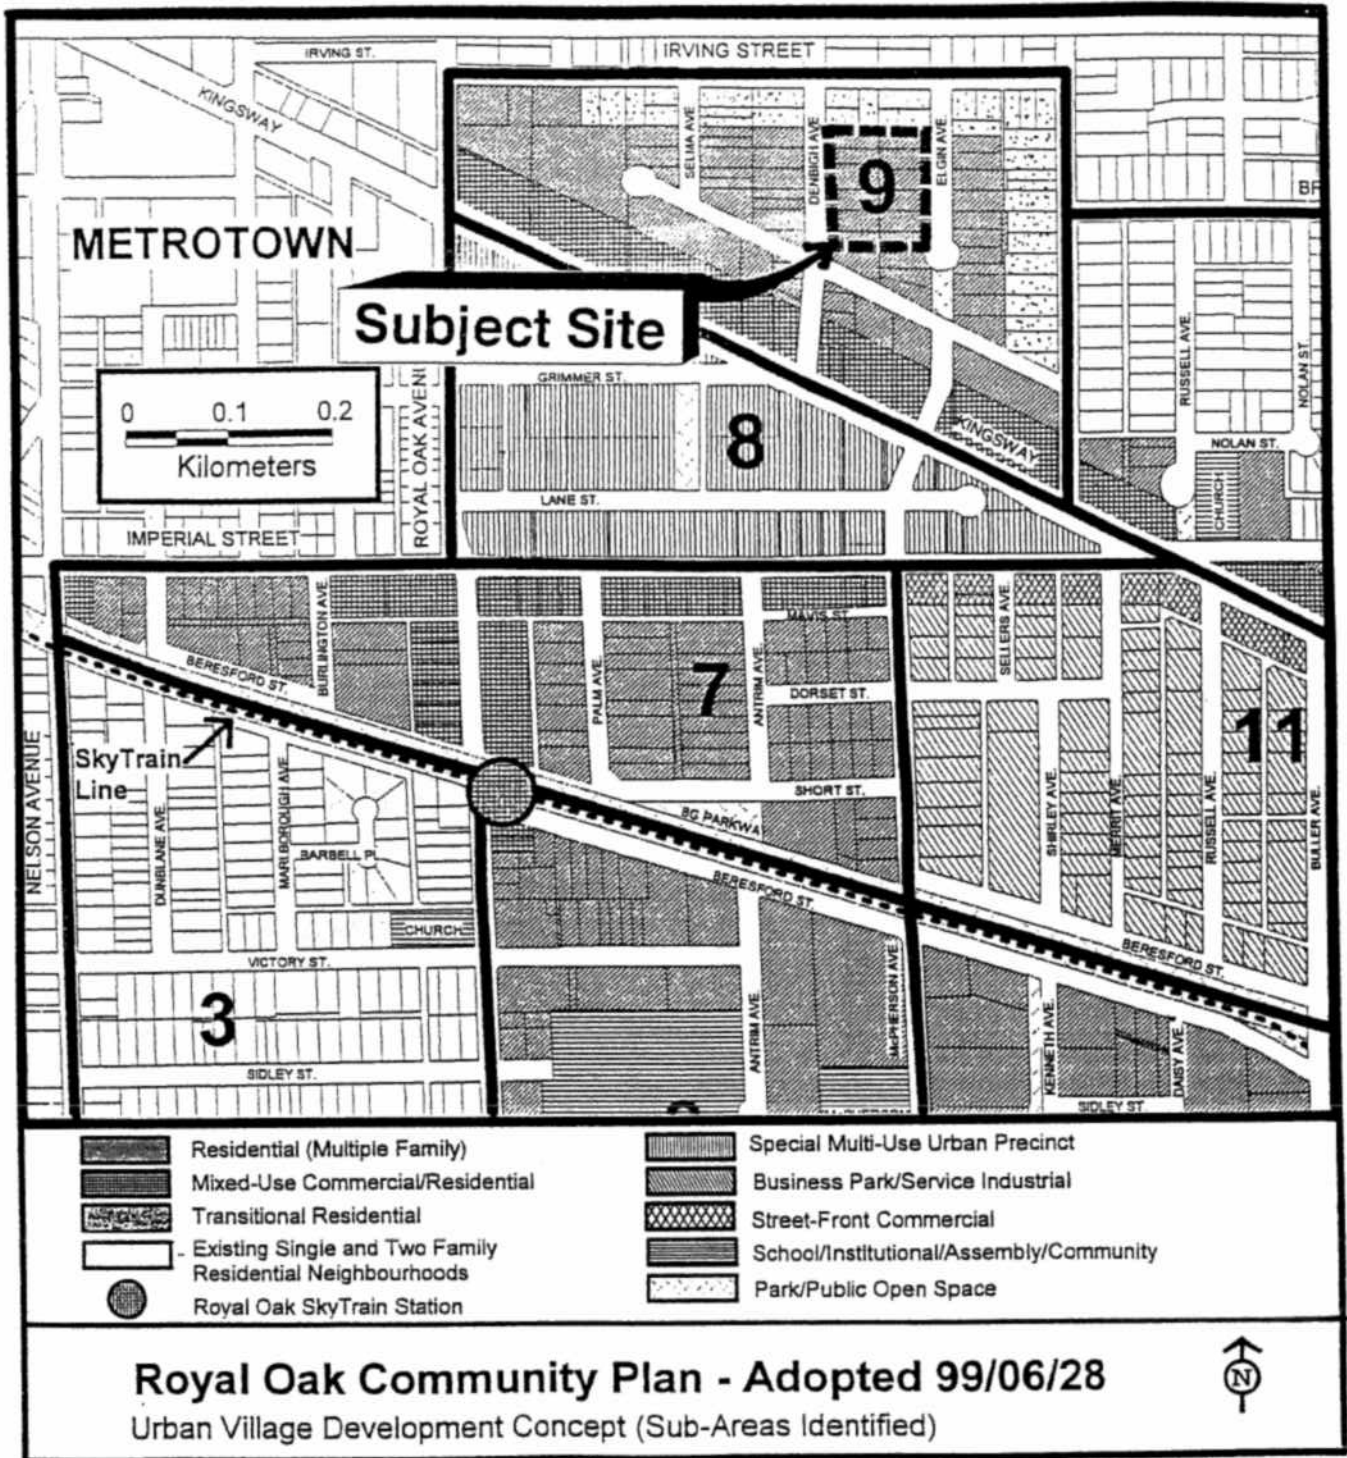 IRVING ST.
IRVING STREET
KINGSWAY
SELMA AVE
DENBIGH AVE
ELGIN AVE.
9
BR
METROTOWN
Subject Site
RUSSELL AVE.
NOLAN ST
GRIMMER ST.
0 0.1 0.2
Kilometers
ROYAL OAK AVENU
8
KINGSWAY
NOLAN ST.
CHURCH
LANE ST.
IMPERIAL STREET
BURLINGTON AVE.
MAVIS ST.
SELLERS AVE.
BERESFORD ST.
PALM AVE.
7
ANTRIM AVE.
DORSET ST.
11
NELSON AVENUE
SkyTrain
Line
DUNBLANE AVE.
MARLBOROUGH AVE.
BARBELL PL
SHORT ST.
BC PARKWA
SHIRLEY AVE.
MERRIT AVE.
RUSSELL AVE.
BULLER AVE.
BERESFORD ST.
CHURCH
VICTORY ST.
BERESFORD ST.
3
ANTRIM AVE
McPHERSON AVE.
KENNETH AVE.
DAISY AVE.
SIDLEY ST.
SIDLEY ST
Residential (Multiple Family)
Mixed-Use Commercial/Residential
Transitional Residential
Existing Single and Two Family
Residential Neighbourhoods
Royal Oak SkyTrain Station
Special Multi-Use Urban Precinct
Business Park/Service Industrial
Street-Front Commercial
School/Institutional/Assembly/Community
Park/Public Open Space
Royal Oak Community Plan - Adopted 99/06/28
Urban Village Development Concept (Sub-Areas Identified)
N